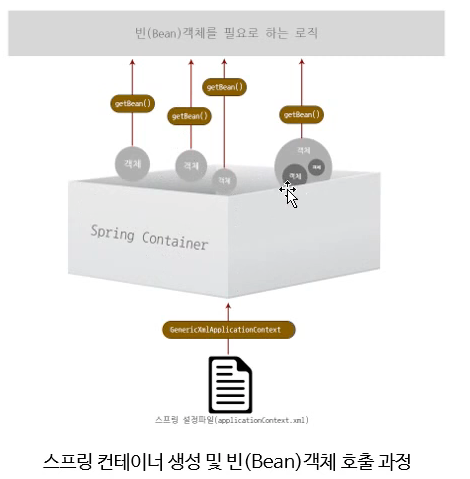 빈(Bean)객체를 필요로 하는 로직
getBean()
getBean()
getBean()
getBean()
객체
객체
객체
객체
객체
객체
Spring Container
GenericXmlApplicationContext
스프링 설정파일(applicationContext.xml)
스프링 컨테이너 생성 및 빈(Bean)객체 호출 과정